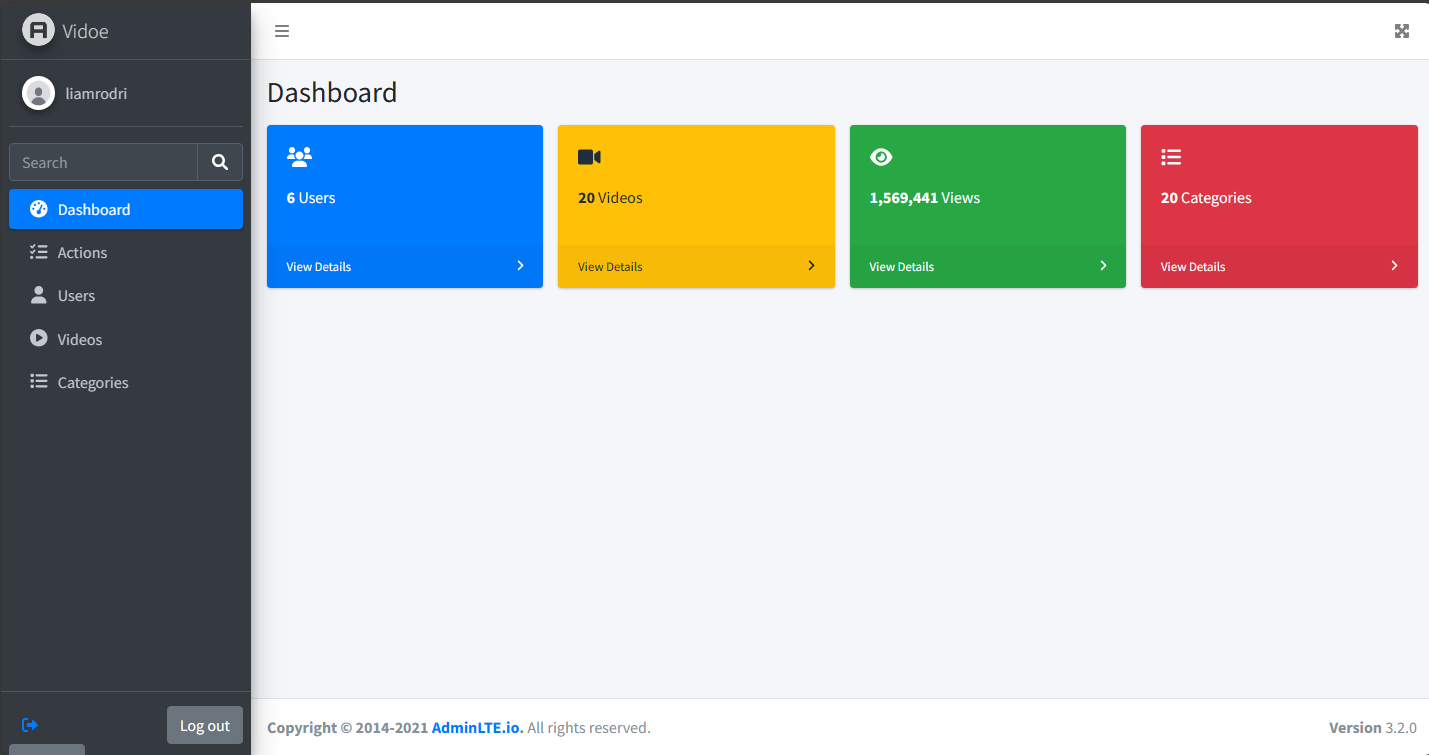 Vidoe
liamrodri
Search
Dashboard
Actions
Users
Videos
Categories
Log out
Dashboard
6 Users
View Details
20 Videos
View Details
1,569,441 Views
View Details
20 Categories
View Details
Copyright © 2014-2021 AdminLTE.io. All rights reserved.
Version 3.2.0